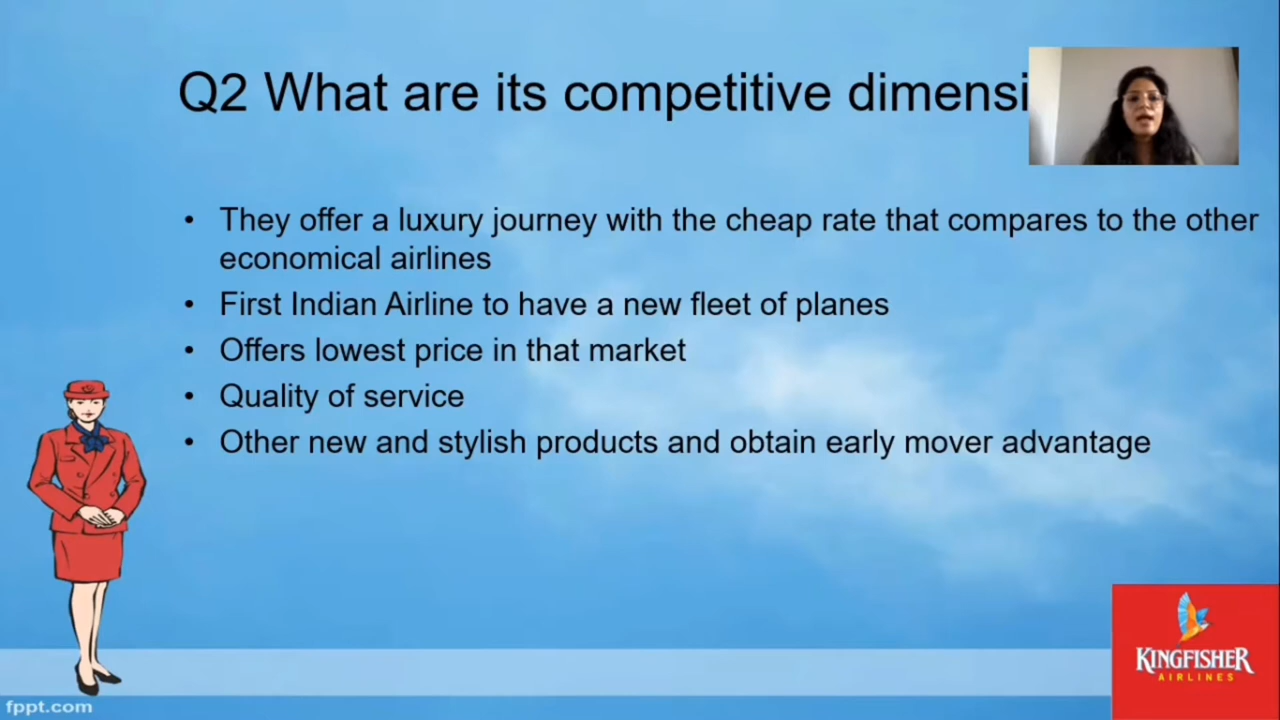 Q2 What are its competitive dimensi
• They offer a luxury journey with the cheap rate that compares to the other
economical airlines
• First Indian Airline to have a new fleet of planes
• Offers lowest price in that market
• Quality of service
• Other new and stylish products and obtain early mover advantage
KINGFISHER
AIRLINES
fppt.com